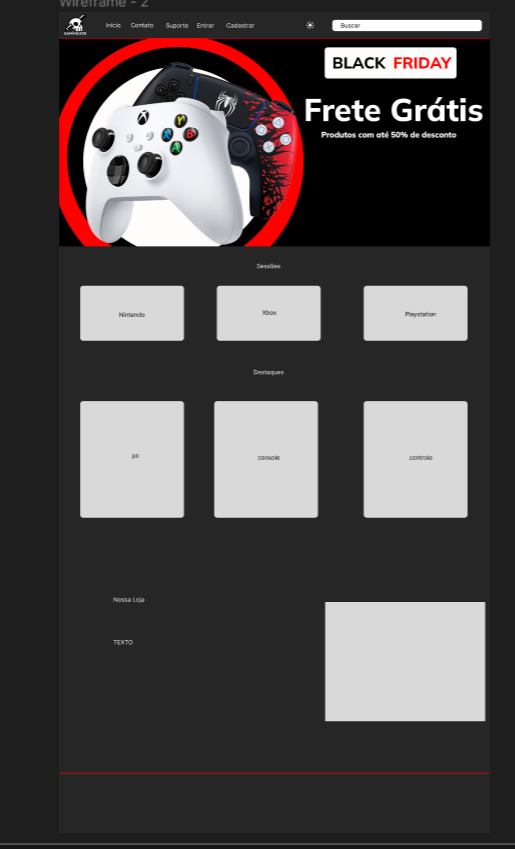 Wireframe - 2
Início Contato Suporte Entrar Cadastrar Buscar
BLACK FRIDAY
Frete Grátis
Produtos com até 50% de desconto
Y
X B
A
Sessões
Nintendo Xbox Playstation
Destaques
pc console controle
Nossa Loja
TEXTO